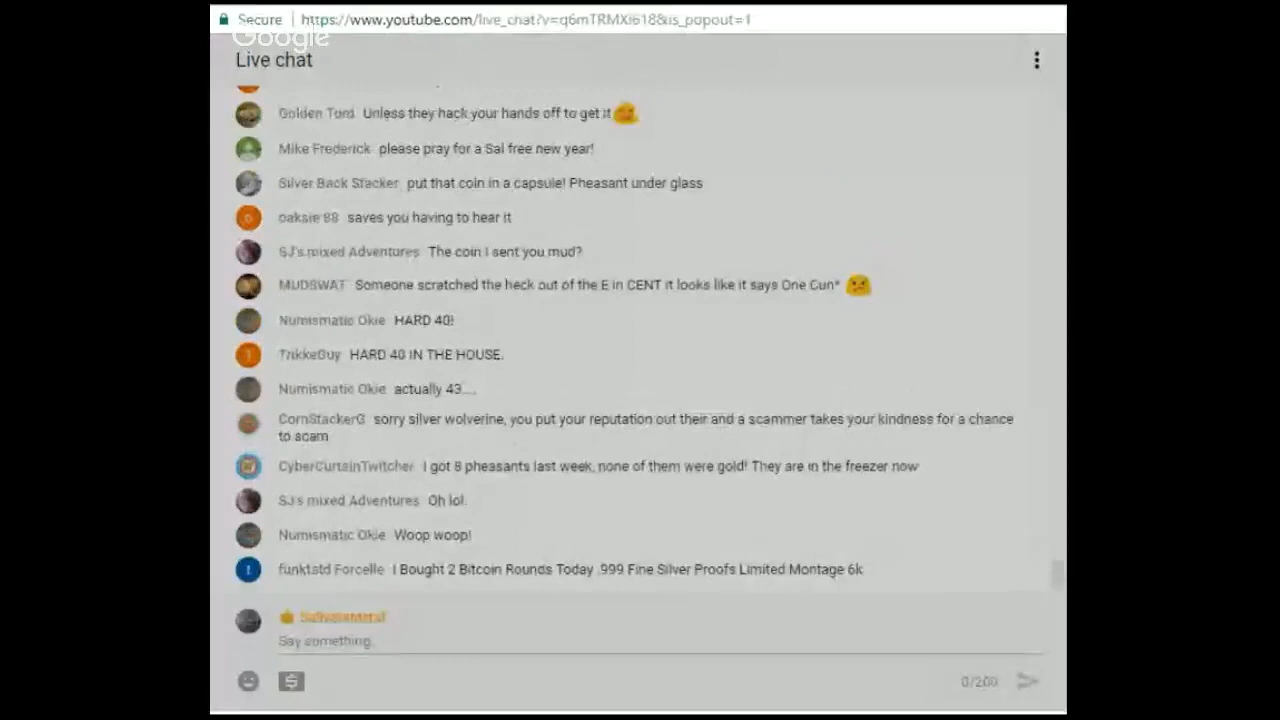 Secure https://www.youtube.com/live_chat?v=q6mTRMXi618&is_popout=1
Google
Live chat
Golden Turd Unless they hack your hands off to get it
Mike Frederick please pray for a Sal free new year!
Silver Back Stacker put that coin in a capsule! Pheasant under glass
oaksie 88 saves you having to hear it
SJ's mixed Adventures The coin I sent you mud?
MUDSWAT Someone scratched the heck out of the E in CENT it looks like it says One Cun*
Numismatic Okie HARD 40!
TrikkeGuy HARD 40 IN THE HOUSE.
Numismatic Okie actually 43....
CornStackerG sorry silver wolverine, you put your reputation out their and a scammer takes your kindness for a chance
to scam
CyberCurtainTwitcher I got 8 pheasants last week, none of them were gold! They are in the freezer now
SJ's mixed Adventures Oh lol.
Numismatic Okie Woop woop!
funktstd Forcelle I Bought 2 Bitcoin Rounds Today .999 Fine Silver Proofs Limited Montage 6k
Say something...
0/200